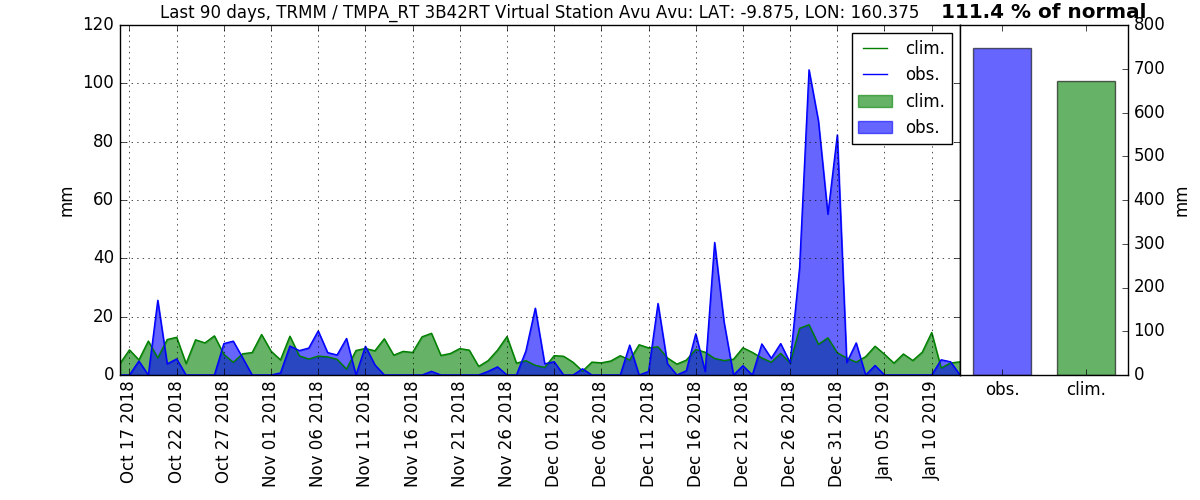 Last 90 days, TRMM / TMPA_RT 3B42RT Virtual Station Avu Avu: LAT: -9.875, LON: 160.375
111.4 % of normal
120
100
80
60
40
20
0
mm
clim.
obs.
clim.
obs.
800
700
600
500
400
300
200
100
0
mm
Oct 17 2018
Oct 22 2018
Oct 27 2018
Nov 01 2018
Nov 06 2018
Nov 11 2018
Nov 16 2018
Nov 21 2018
Nov 26 2018
Dec 01 2018
Dec 06 2018
Dec 11 2018
Dec 16 2018
Dec 21 2018
Dec 26 2018
Dec 31 2018
Jan 05 2019
Jan 10 2019
obs.
clim.